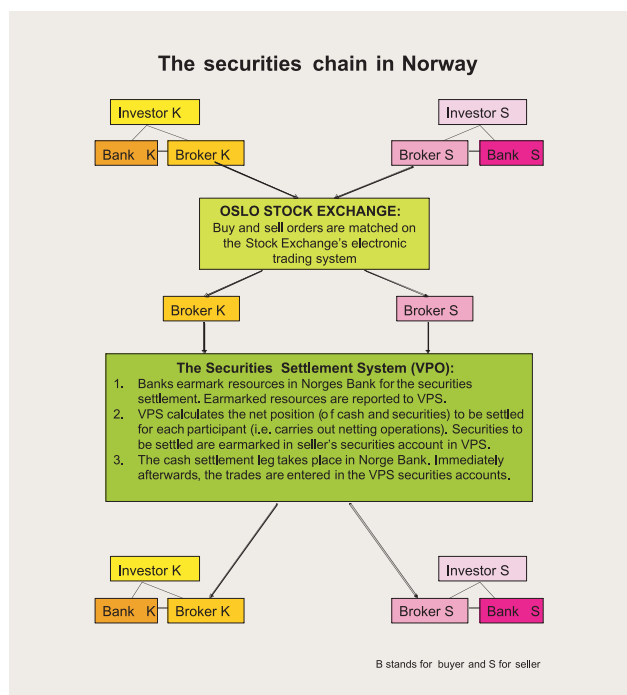 The securities chain in Norway
Investor K
Investor S
Bank K
Broker K
Broker S
Bank S
OSLO STOCK EXCHANGE:
Buy and sell orders are matched on
the Stock Exchange's electronic
trading system
Broker K
Broker S
The Securities Settlement System (VPO):
1. Banks earmark resources in Norges Bank for the securities
settlement. Earmarked resources are reported to VPS.
2. VPS calculates the net position (of cash and securities) to be settled
for each participant (i.e. carries out netting operations). Securities to
be settled are earmarked in seller's securities account in VPS.
3. The cash settlement leg takes place in Norge Bank. Immediately
afterwards, the trades are entered in the VPS securities accounts.
Investor K
Investor S
Bank K
Broker K
Broker S
Bank S
B stands for buyer and S for seller